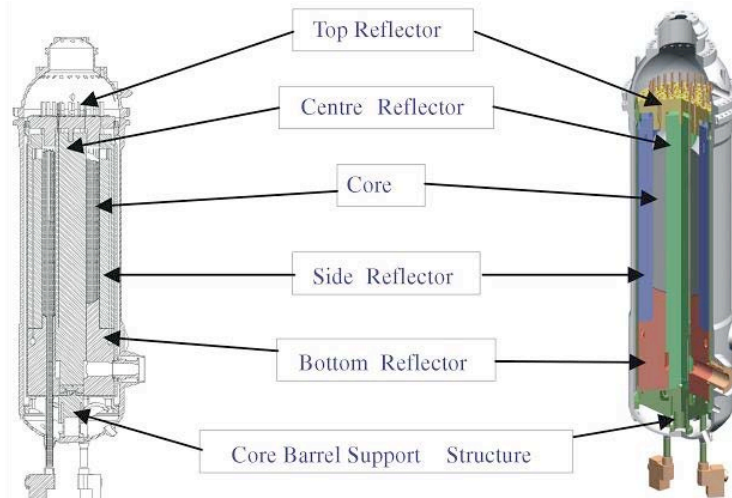 Top Reflector
Centre Reflector
Core
Side Reflector
Bottom Reflector
Core Barrel Support Structure